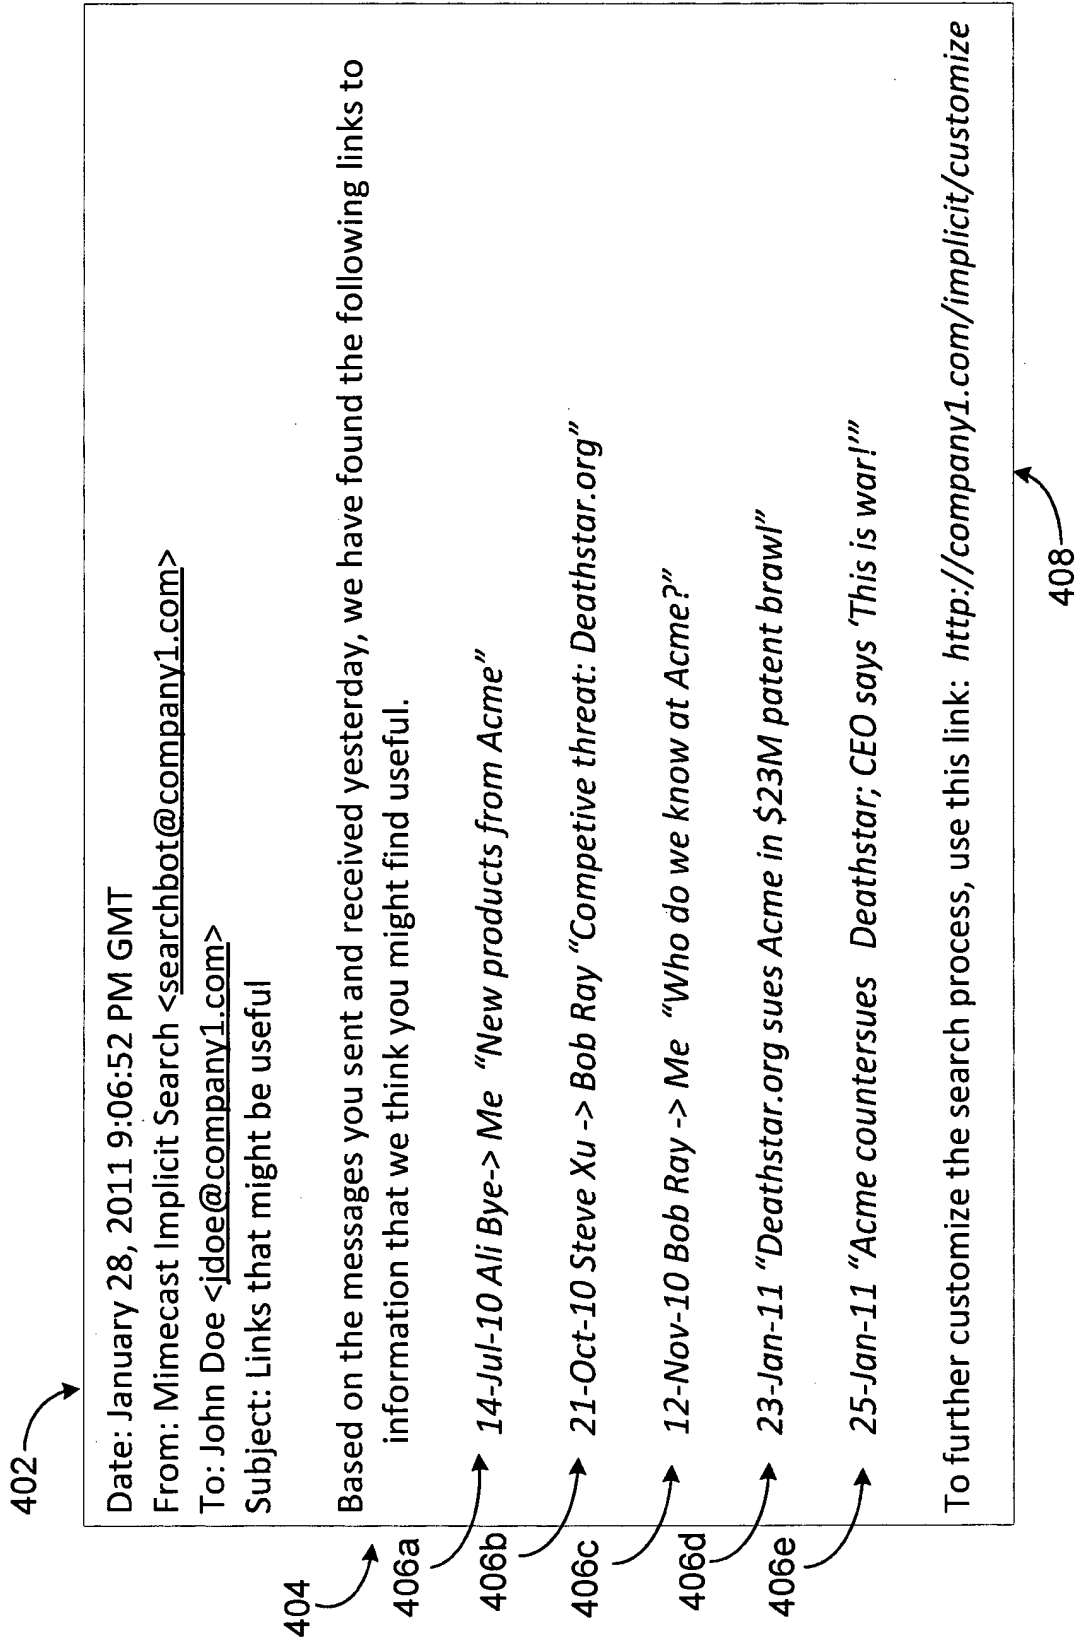 402
Date: January 28, 2011 9:06:52 PM GMT
From: Mimecast Implicit Search <searchbot@company1.com>
To: John Doe <jdoe@company1.com>
Subject: Links that might be useful
404
Based on the messages you sent and received yesterday, we have found the following links to
information that we think you might find useful.
406a
14-Jul-10 Ali Bye-> Me “New products from Acme”
406b
21-Oct-10 Steve Xu -> Bob Ray “Competive threat: Deathstar.org”
406c
12-Nov-10 Bob Ray -> Me “Who do we know at Acme?”
406d
23-Jan-11 “Deathstar.org sues Acme in $23M patent brawl”
406e
25-Jan-11 “Acme countersues Deathstar; CEO says ‘This is war!’”
To further customize the search process, use this link: http://company1.com/implicit/customize
408